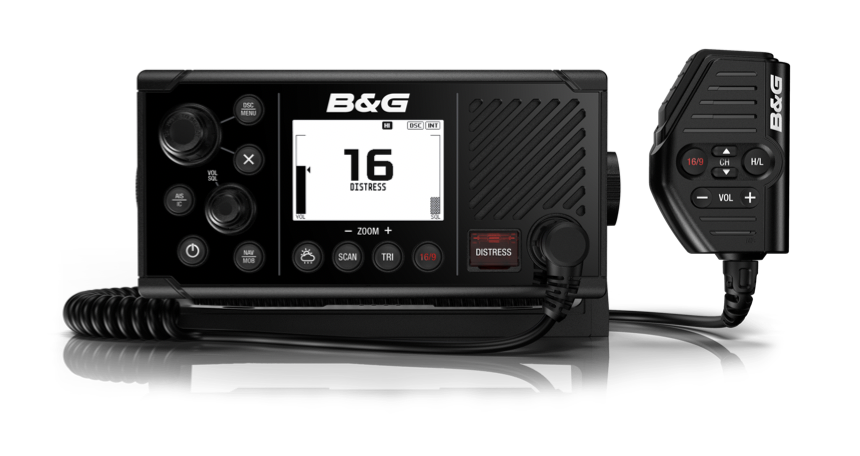 B&G
DSC
MENU
HI DSC INT
16
DISTRESS
VOL SQL
VOL
SQL
AIS
IC
NAV
MOB
− ZOOM +
SCAN
TRI
16/9
DISTRESS
B&G
16/9
CH
H/L
− VOL +